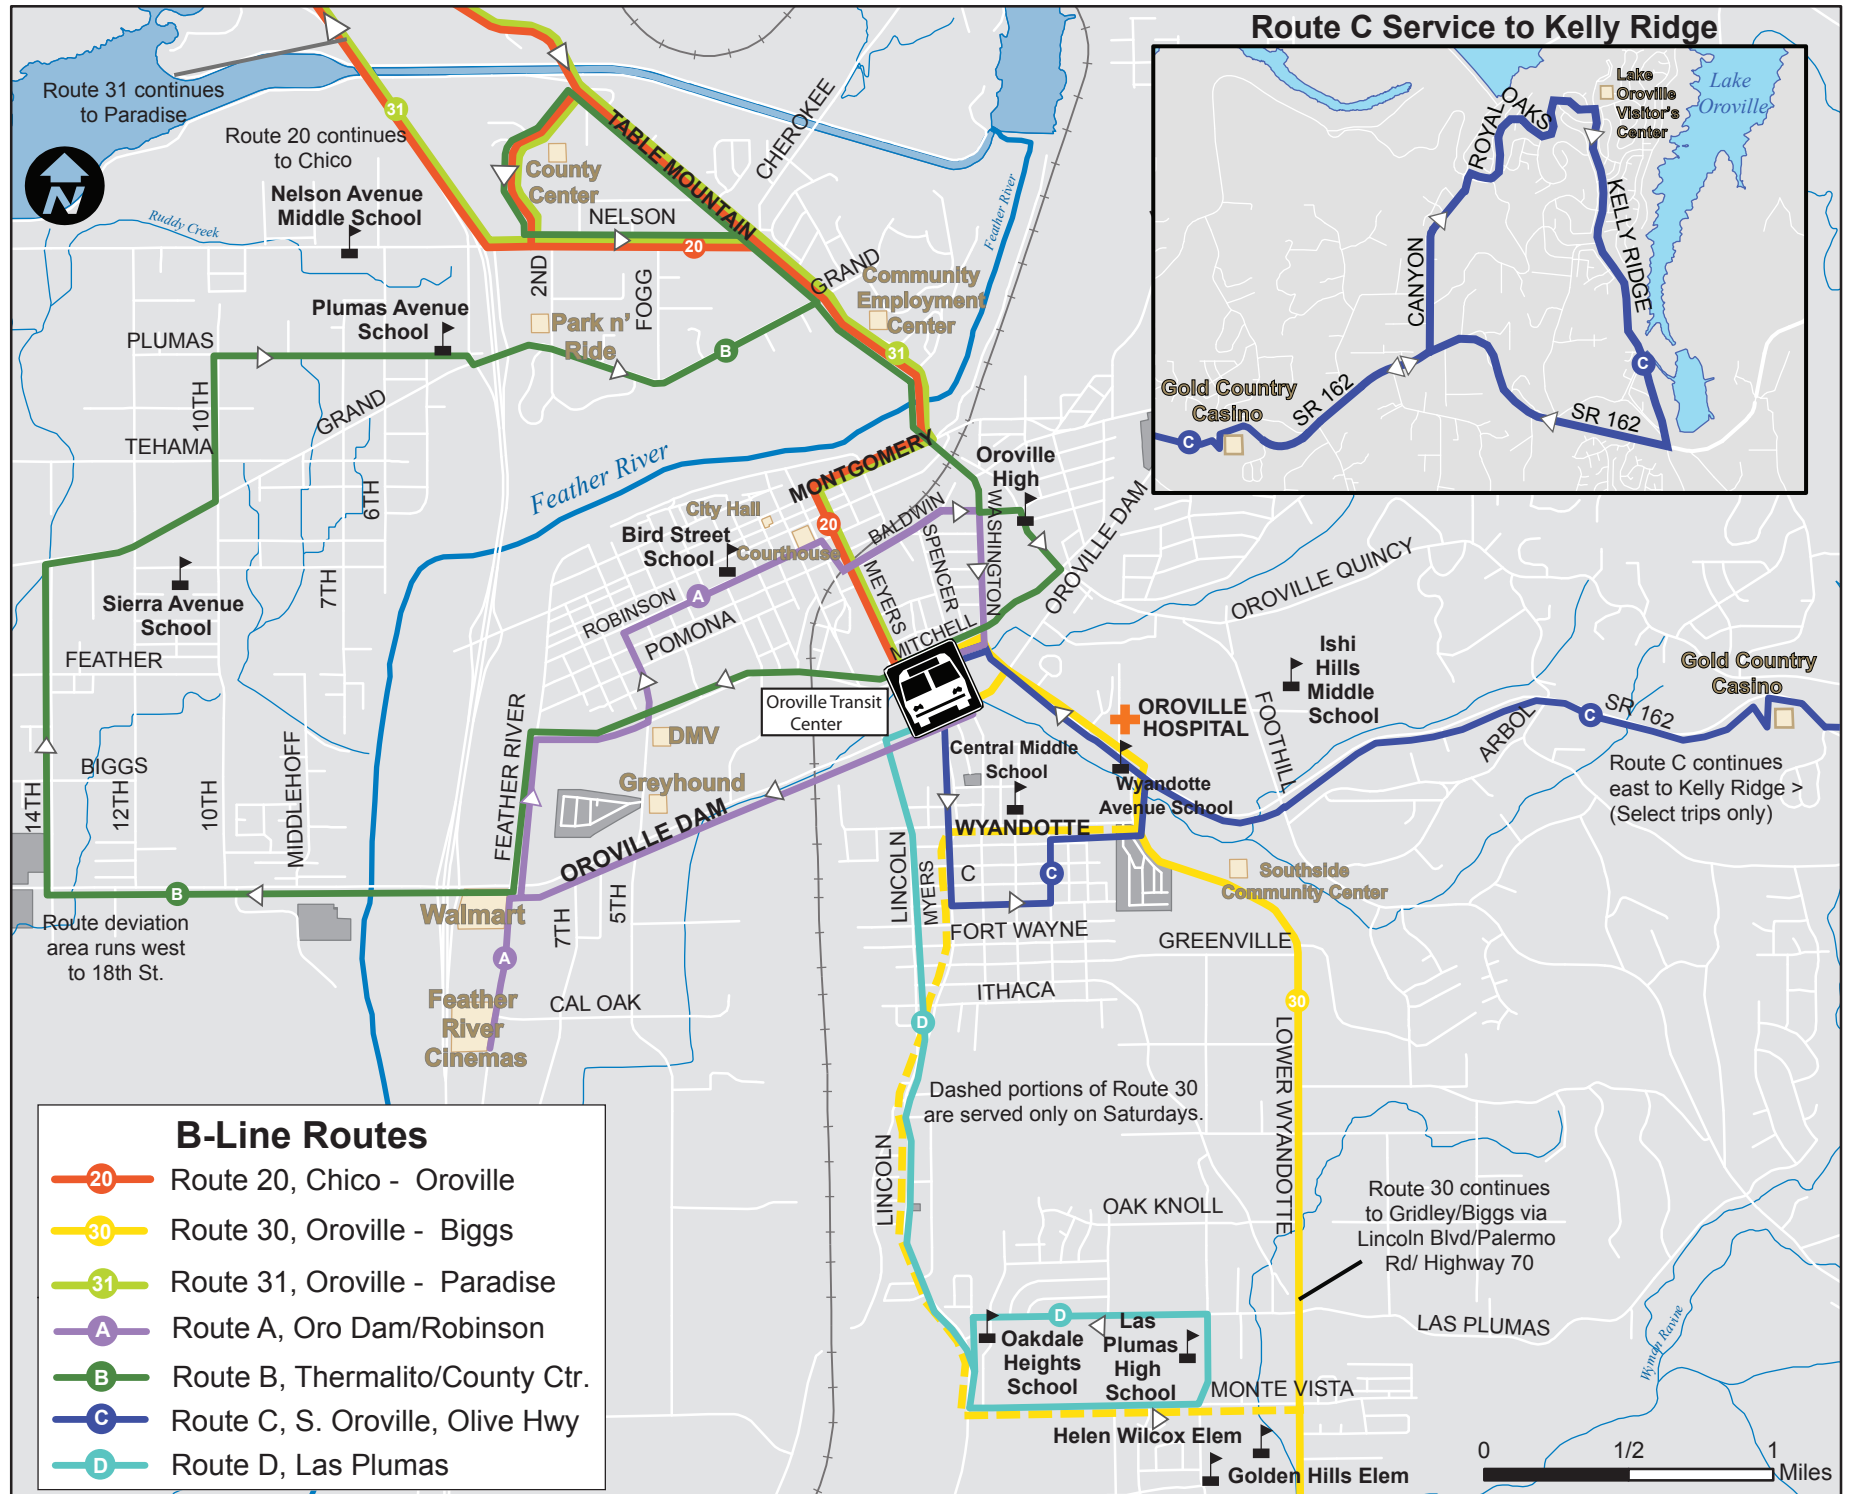 Route C Service to Kelly Ridge
Lake
Oroville
Visitor's
Center
Lake
Oroville
ROYAL OAKS
KELLY RIDGE
CANYON
Gold Country
Casino
SR 162
SR 162
C
C
Route 31 continues
to Paradise
31
Route 20 continues
to Chico
N
Nelson Avenue
Middle School
Ruddy Creek
County
Center
TABLE MOUNTAIN
CHEROKEE
Feather River
NELSON
20
2ND
FOGG
GRAND
Community
Employment
Center
Plumas Avenue
School
Park n'
Ride
PLUMAS
B
31
10TH
GRAND
TEHAMA
6TH
Feather River
MONTGOMERY
Oroville
High
City Hall
20
BALDWIN
WASHINGTON
OROVILLE DAM
Bird Street
School
Courthouse
SPENCER
MEYERS
OROVILLE QUINCY
Sierra Avenue
School
7TH
A
ROBINSON
POMONA
MITCHELL
FEATHER
Ishi
Hills
Middle
School
Gold Country
Casino
Oroville Transit
Center
OROVILLE
HOSPITAL
FOOTHILL
ARBOL
C
SR 162
FEATHER RIVER
DMV
Central Middle
School
Wyandotte
Avenue School
Route C continues
east to Kelly Ridge >
(Select trips only)
BIGGS
14TH
12TH
10TH
MIDDLEHOFF
Greyhound
OROVILLE DAM
WYANDOTTE
LINCOLN
MYERS
C
C
Southside
Community Center
B
Walmart
7TH
5TH
FORT WAYNE
GREENVILLE
Route deviation
area runs west
to 18th St.
A
ITHACA
Feather
River
Cinemas
CAL OAK
30
D
LOWER WYANDOTTE
Dashed portions of Route 30
are served only on Saturdays.
LINCOLN
OAK KNOLL
Route 30 continues
to Gridley/Biggs via
Lincoln Blvd/Palermo
Rd/ Highway 70
D
Oakdale
Heights
School
Las
Plumas
High
School
LAS PLUMAS
Wyman Ravine
MONTE VISTA
Helen Wilcox Elem
Golden Hills Elem
0 1/2 1
Miles
B-Line Routes
20 Route 20, Chico - Oroville
30 Route 30, Oroville - Biggs
31 Route 31, Oroville - Paradise
A Route A, Oro Dam/Robinson
B Route B, Thermalito/County Ctr.
C Route C, S. Oroville, Olive Hwy
D Route D, Las Plumas